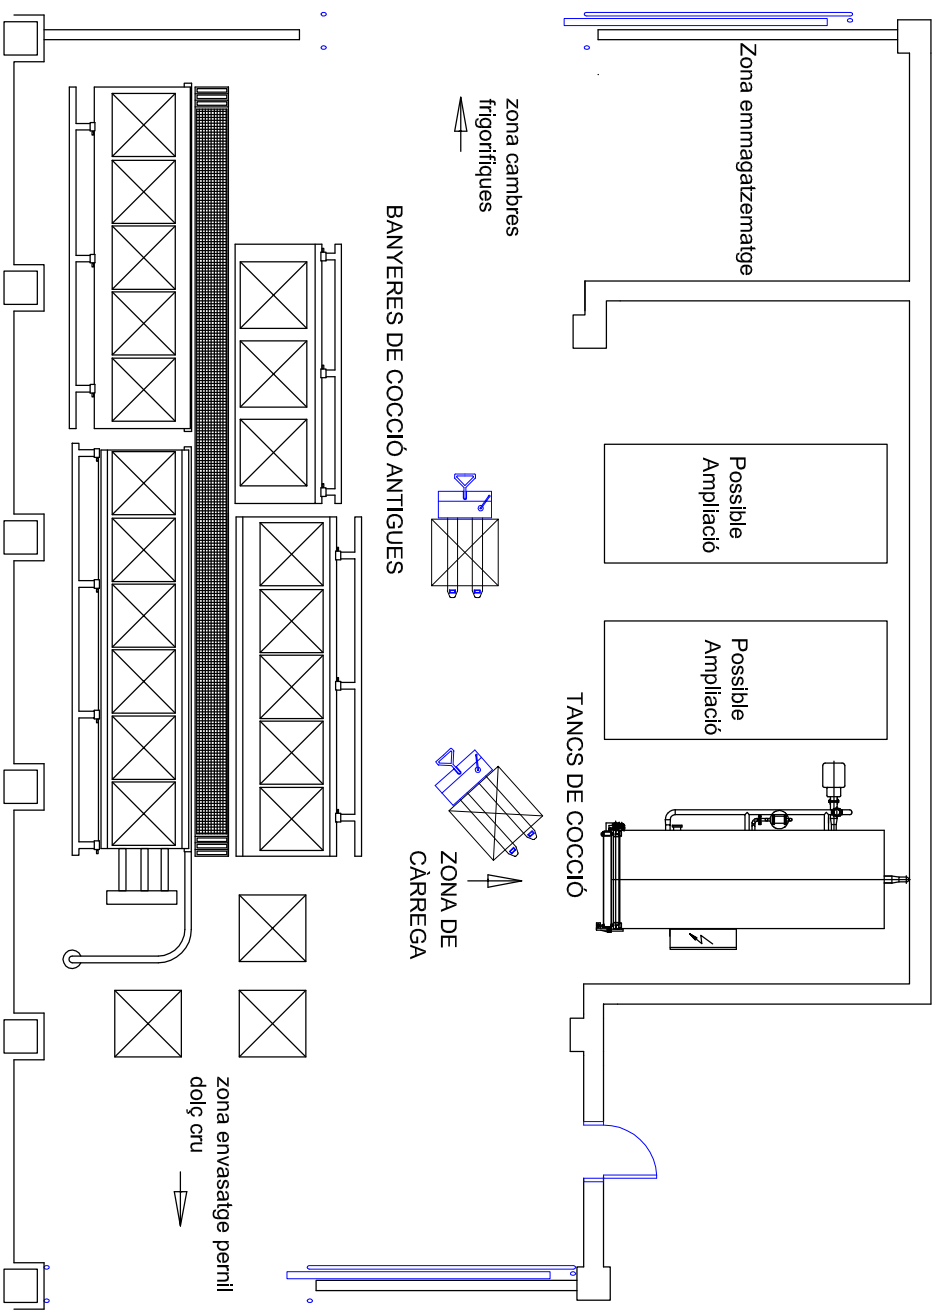 Zona emmagatzematge
zona cambres
frigorifiques
BANYERES DE COCCIÓ ANTIGUES
Possible
Ampliació
Possible
Ampliació
TANCS DE COCCIÓ
ZONA DE
CÀRREGA
zona envasatge pernil
dolç cru